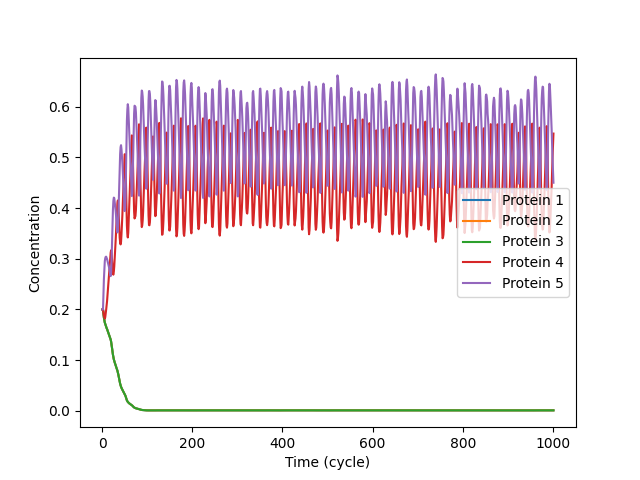 0.6
0.5
0.4
0.3
0.2
0.1
0.0
Concentration
Protein 1
Protein 2
Protein 3
Protein 4
Protein 5
0 200 400 600 800 1000
Time (cycle)